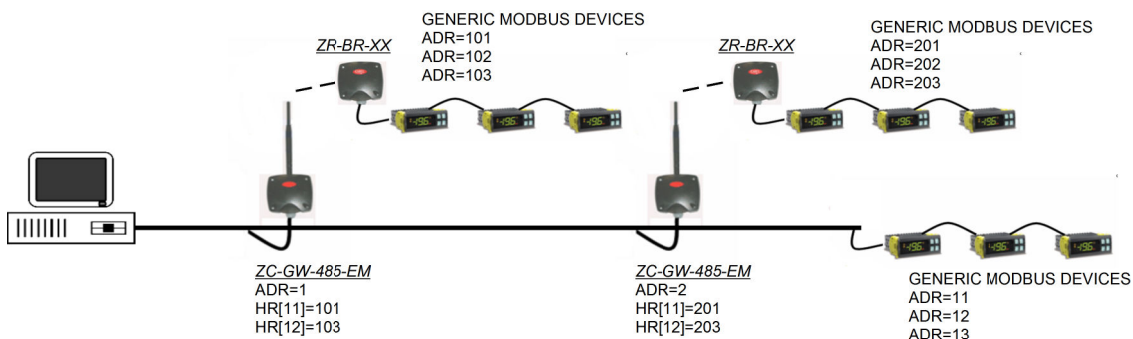 GENERIC MODBUS DEVICES
ADR=101
ADR=102
ADR=103
ZR-BR-XX
GENERIC MODBUS DEVICES
ADR=201
ADR=202
ADR=203
ZR-BR-XX
ZC-GW-485-EM
ADR=1
HR[11]=101
HR[12]=103
ZC-GW-485-EM
ADR=2
HR[11]=201
HR[12]=203
GENERIC MODBUS DEVICES
ADR=11
ADR=12
ADR=13